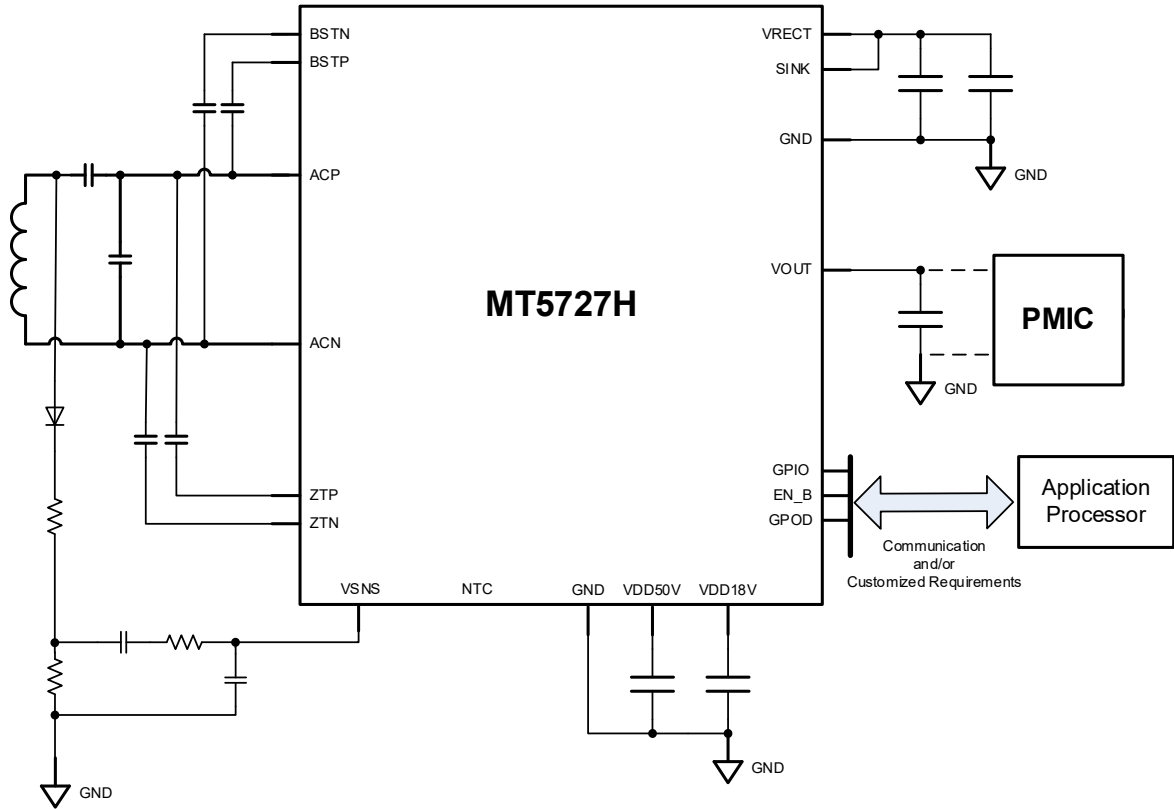 BSTN
BSTP
ACP
ACN
ZTP
ZTN
MT5727H
VRECT
SINK
GND
GND
VOUT
PMIC
GND
GPIO
EN_B
GPOD
Application
Processor
Communication
and/or
Customized Requirements
VSNS
NTC
GND
VDD50V
VDD18V
GND
GND